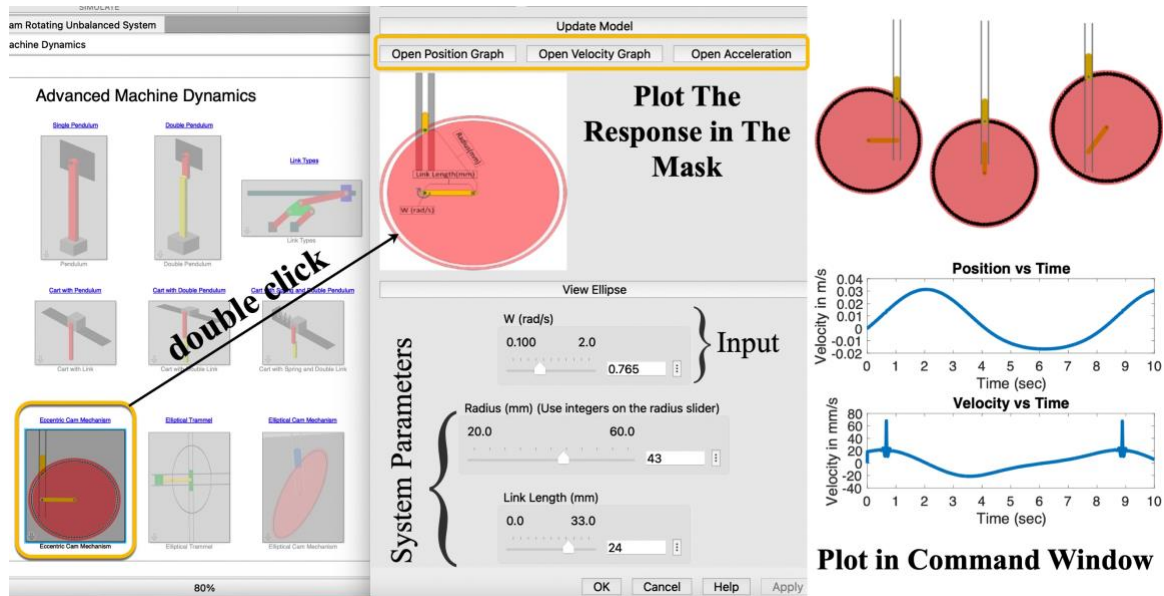 SIMULATE
am Rotating Unbalanced System
achine Dynamics
Advanced Machine Dynamics
Single Pendulum
Double Pendulum
Link Types
Pendulum
Double Pendulum
Link Types
Cart with Pendulum
Cart with Double Pendulum
Cart with Spring and Double Pendulum
Cart with Link
Cart with Double Link
Cart with Spring and Double Link
Eccentric Cam Mechanism
Elliptical Trammel
Elliptical Cam Mechanism
Eccentric Cam Mechanism
Elliptical Trammel
Elliptical Cam Mechanism
80%
double click
Update Model
Open Position Graph
Open Velocity Graph
Open Acceleration
Radius(mm)
Link Length(mm)
W (rad/s)
Plot The
Response in The
Mask
View Ellipse
System Parameters
W (rad/s)
0.100 2.0
0.765
Input
Radius (mm) (Use integers on the radius slider)
20.0 60.0
43
Link Length (mm)
0.0 33.0
24
OK Cancel Help Apply
Position vs Time
Velocity in m/s
0.04
0.03
0.02
0.01
0
-0.01
-0.02
0 1 2 3 4 5 6 7 8 9 10
Time (sec)
Velocity vs Time
Velocity in mm/s
80
60
40
20
0
-20
-40
0 1 2 3 4 5 6 7 8 9 10
Time (sec)
Plot in Command Window